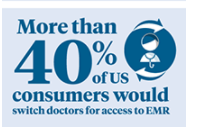 More than
40%
of US
consumers would
switch doctors for access to EMR